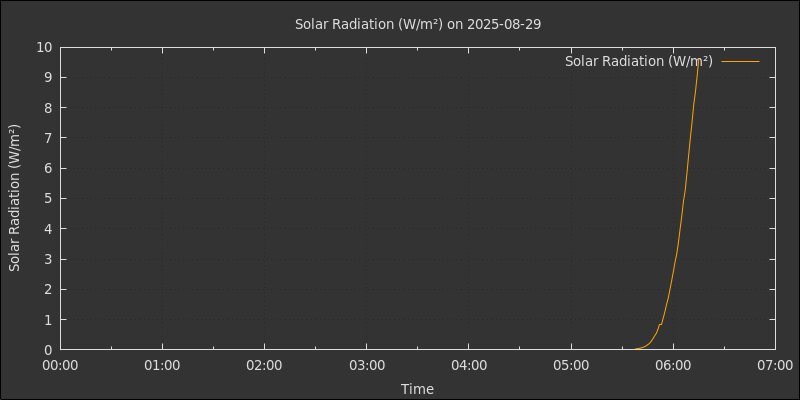 Solar Radiation (W/m²) on 2025-08-29
Solar Radiation (W/m²)
Solar Radiation (W/m²)
10
9
8
7
6
5
4
3
2
1
0
00:00 01:00 02:00 03:00 04:00 05:00 06:00 07:00
Time